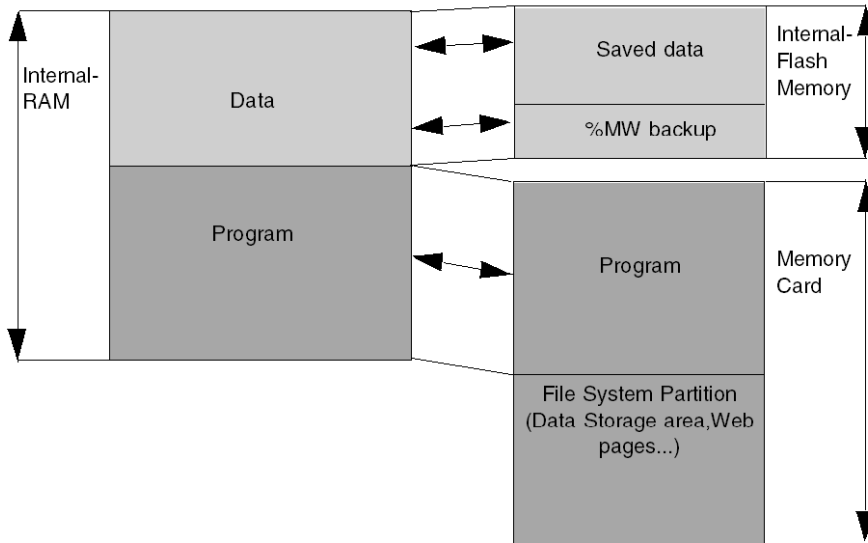 Internal-
RAM
Data
Program
Saved data
%MW backup
Internal-
Flash
Memory
Program
File System Partition
(Data Storage area,Web
pages...)
Memory
Card